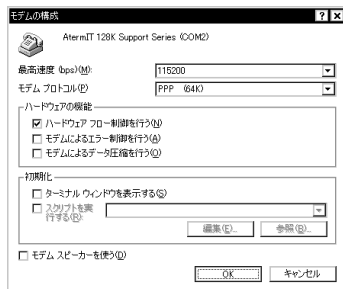 モデムの構成
AtermIT 128K Support Series (COM2)
最高速度 (bps)(M):
115200
モデム プロトコル(P)
PPP (64K)
ハードウェアの機能
ハードウェア フロー制御を行う(N)
モデムによるエラー制御を行う(A)
モデムによるデータ圧縮を行う(O)
初期化
ターミナル ウィンドウを表示する(S)
スクリプトを実
行する(R):
編集(E)...
参照(B)...
モデム スピーカーを使う(D)
OK
キャンセル